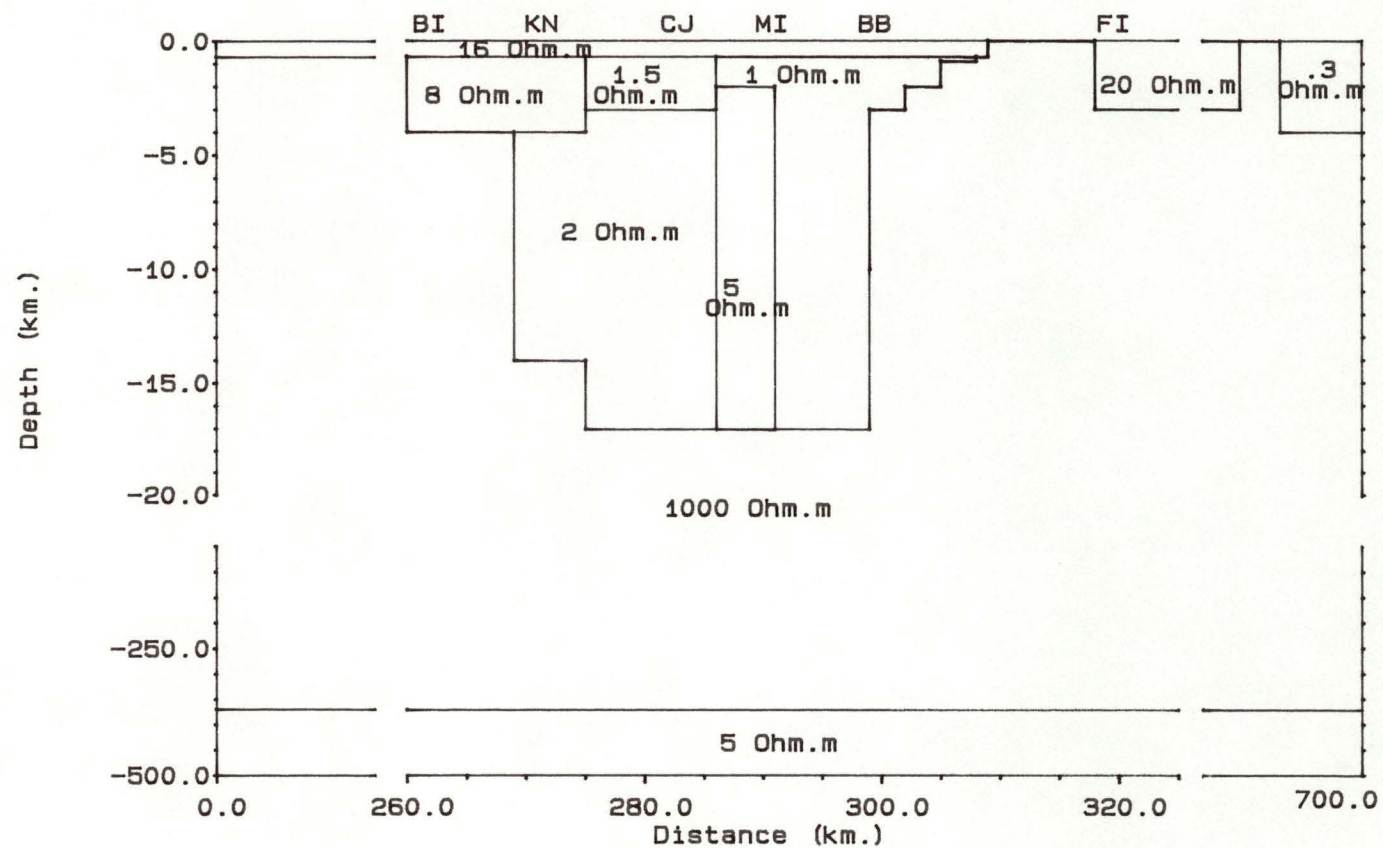 BI KN CJ MI BB FI
0.0
16 Ohm.m
1.5
Ohm.m
1 Ohm.m
8 Ohm.m
20 Ohm.m
.3
Ohm.m
-5.0
2 Ohm.m
-10.0
5
Ohm.m
-15.0
-20.0
1000 Ohm.m
Depth (km.)
-250.0
5 Ohm.m
-500.0
0.0 260.0 280.0 300.0 320.0 700.0
Distance (km.)